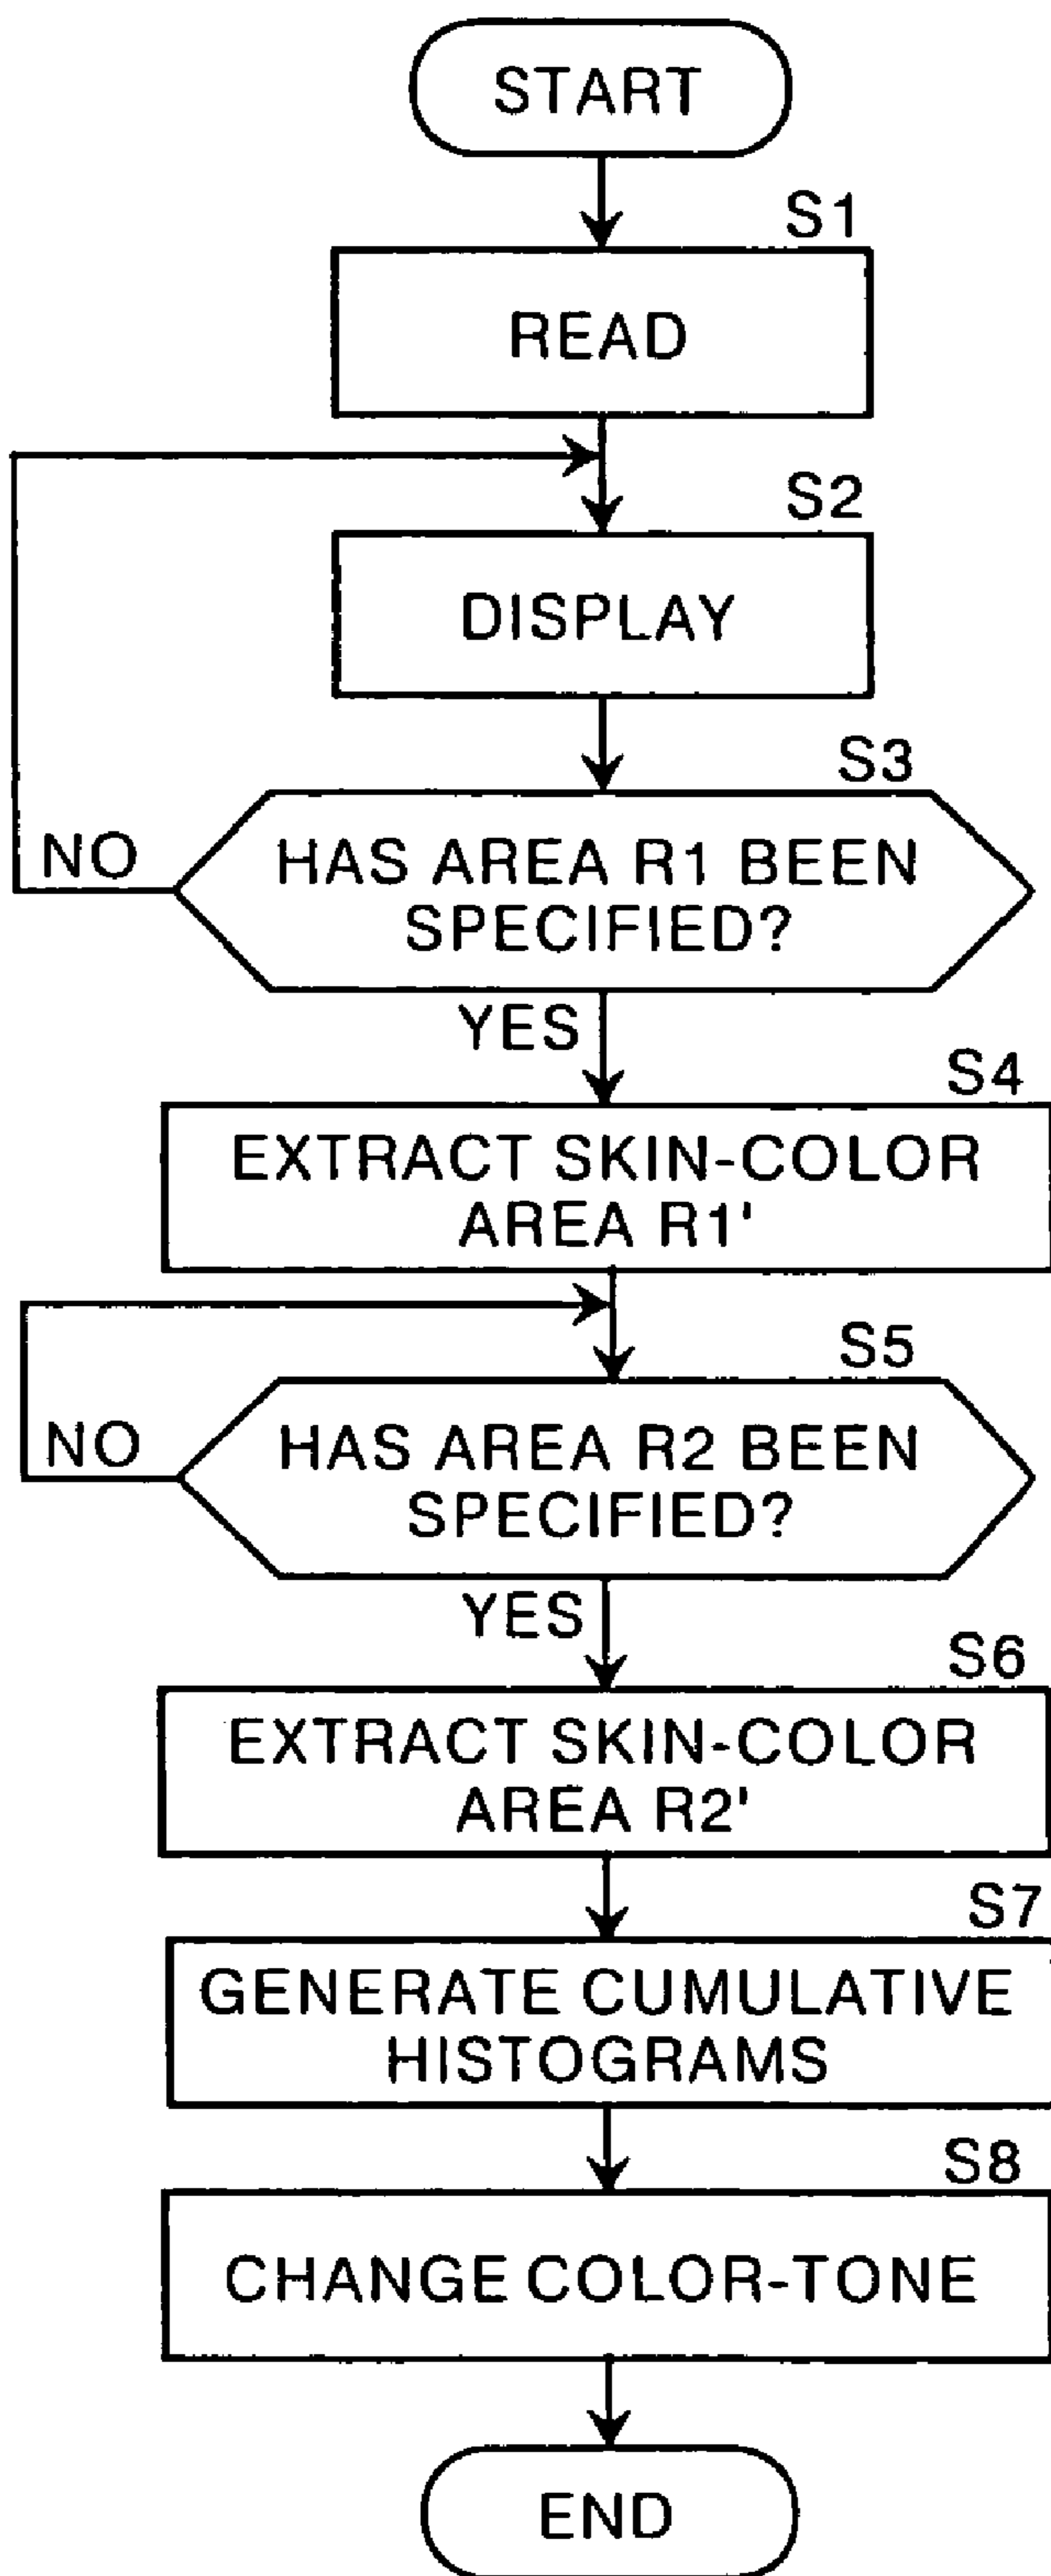 START
S1
READ
S2
DISPLAY
S3
NO
HAS AREA R1 BEEN
SPECIFIED?
YES
S4
EXTRACT SKIN-COLOR
AREA R1'
S5
NO
HAS AREA R2 BEEN
SPECIFIED?
YES
S6
EXTRACT SKIN-COLOR
AREA R2'
S7
GENERATE CUMULATIVE
HISTOGRAMS
S8
CHANGE COLOR-TONE
END